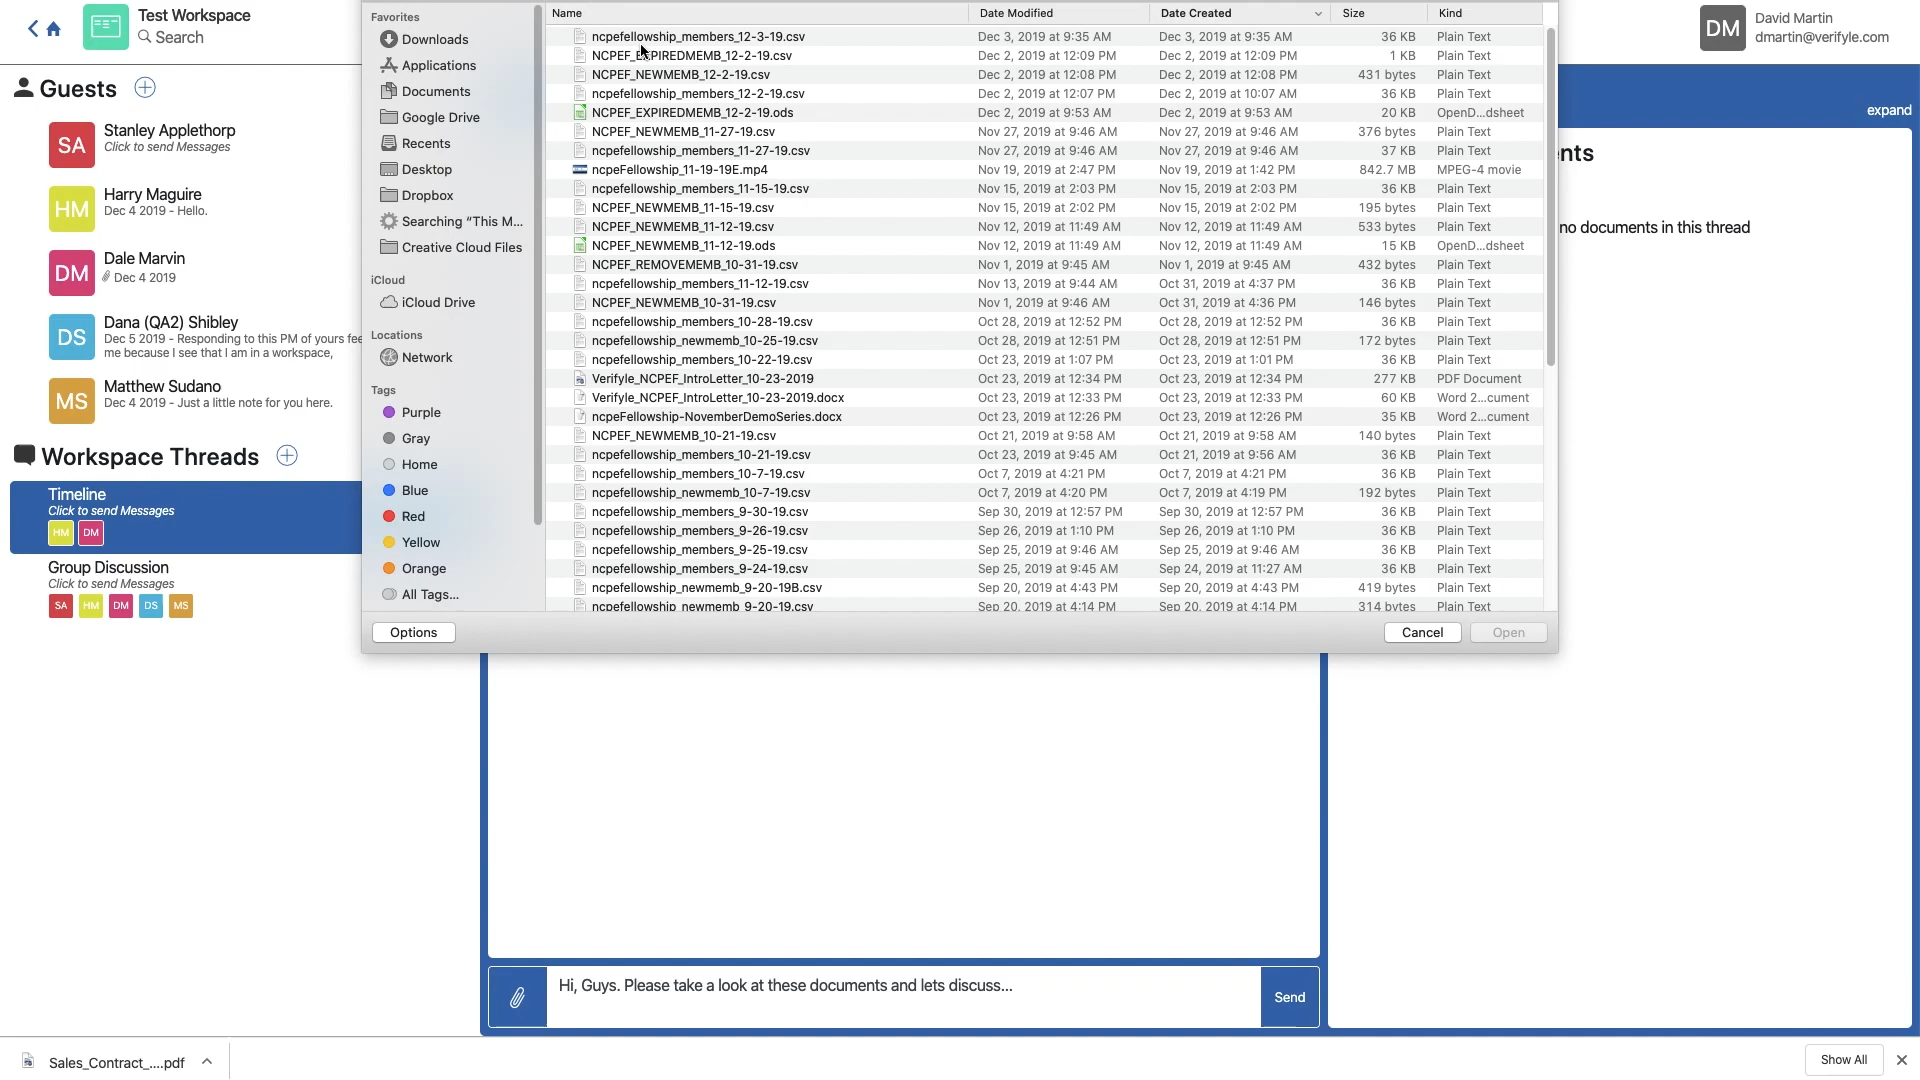 Test Workspace
Search
David Martin
dmartin@verifyle.com
DM
Guests
SA
Stanley Applethorp
Click to send Messages
HM
Harry Maguire
Dec 4 2019 - Hello.
DM
Dale Marvin
Dec 4 2019
DS
Dana (QA2) Shibley
Dec 5 2019 - Responding to this PM of yours fee
me because I see that I am in a workspace,
MS
Matthew Sudano
Dec 4 2019 - Just a little note for you here.
Workspace Threads
Timeline
Click to send Messages
HM DM
Group Discussion
Click to send Messages
SA HM DM DS MS
Favorites
Downloads
Applications
Documents
Google Drive
Recents
Desktop
Dropbox
Searching “This M...
Creative Cloud Files
iCloud
iCloud Drive
Locations
Network
Tags
Purple
Gray
Home
Blue
Red
Yellow
Orange
All Tags...
Name Date Modified Date Created Size Kind
ncpefellowship_members_12-3-19.csv Dec 3, 2019 at 9:35 AM Dec 3, 2019 at 9:35 AM 36 KB Plain Text
NCPEF_EXPIREDMEMB_12-2-19.csv Dec 2, 2019 at 12:09 PM Dec 2, 2019 at 12:09 PM 1 KB Plain Text
NCPEF_NEWMEMB_12-2-19.csv Dec 2, 2019 at 12:08 PM Dec 2, 2019 at 12:08 PM 431 bytes Plain Text
ncpefellowship_members_12-2-19.csv Dec 2, 2019 at 12:07 PM Dec 2, 2019 at 10:07 AM 36 KB Plain Text
NCPEF_EXPIREDMEMB_12-2-19.ods Dec 2, 2019 at 9:53 AM Dec 2, 2019 at 9:53 AM 20 KB OpenD...dsheet
NCPEF_NEWMEMB_11-27-19.csv Nov 27, 2019 at 9:46 AM Nov 27, 2019 at 9:46 AM 376 bytes Plain Text
ncpefellowship_members_11-27-19.csv Nov 27, 2019 at 9:46 AM Nov 27, 2019 at 9:46 AM 37 KB Plain Text
ncpeFellowship_11-19-19E.mp4 Nov 19, 2019 at 2:47 PM Nov 19, 2019 at 1:42 PM 842.7 MB MPEG-4 movie
ncpefellowship_members_11-15-19.csv Nov 15, 2019 at 2:03 PM Nov 15, 2019 at 2:03 PM 36 KB Plain Text
NCPEF_NEWMEMB_11-15-19.csv Nov 15, 2019 at 2:02 PM Nov 15, 2019 at 2:02 PM 195 bytes Plain Text
NCPEF_NEWMEMB_11-12-19.csv Nov 12, 2019 at 11:49 AM Nov 12, 2019 at 11:49 AM 533 bytes Plain Text
NCPEF_NEWMEMB_11-12-19.ods Nov 12, 2019 at 11:49 AM Nov 12, 2019 at 11:49 AM 15 KB OpenD...dsheet
NCPEF_REMOVEMEMB_10-31-19.csv Nov 1, 2019 at 9:45 AM Nov 1, 2019 at 9:45 AM 432 bytes Plain Text
ncpefellowship_members_11-12-19.csv Nov 13, 2019 at 9:44 AM Oct 31, 2019 at 4:37 PM 36 KB Plain Text
NCPEF_NEWMEMB_10-31-19.csv Nov 1, 2019 at 9:46 AM Oct 31, 2019 at 4:36 PM 146 bytes Plain Text
ncpefellowship_members_10-28-19.csv Oct 28, 2019 at 12:52 PM Oct 28, 2019 at 12:52 PM 36 KB Plain Text
ncpefellowship_newmemb_10-25-19.csv Oct 28, 2019 at 12:51 PM Oct 28, 2019 at 12:51 PM 172 bytes Plain Text
ncpefellowship_members_10-22-19.csv Oct 23, 2019 at 1:07 PM Oct 23, 2019 at 1:01 PM 36 KB Plain Text
Verifyle_NCPEF_IntroLetter_10-23-2019 Oct 23, 2019 at 12:34 PM Oct 23, 2019 at 12:34 PM 277 KB PDF Document
Verifyle_NCPEF_IntroLetter_10-23-2019.docx Oct 23, 2019 at 12:33 PM Oct 23, 2019 at 12:33 PM 60 KB Word 2...cument
ncpeFellowship-NovemberDemoSeries.docx Oct 23, 2019 at 12:26 PM Oct 23, 2019 at 12:26 PM 35 KB Word 2...cument
NCPEF_NEWMEMB_10-21-19.csv Oct 21, 2019 at 9:58 AM Oct 21, 2019 at 9:58 AM 140 bytes Plain Text
ncpefellowship_members_10-21-19.csv Oct 23, 2019 at 9:45 AM Oct 21, 2019 at 9:56 AM 36 KB Plain Text
ncpefellowship_members_10-7-19.csv Oct 7, 2019 at 4:21 PM Oct 7, 2019 at 4:21 PM 36 KB Plain Text
ncpefellowship_newmemb_10-7-19.csv Oct 7, 2019 at 4:20 PM Oct 7, 2019 at 4:19 PM 192 bytes Plain Text
ncpefellowship_members_9-30-19.csv Sep 30, 2019 at 12:57 PM Sep 30, 2019 at 12:57 PM 36 KB Plain Text
ncpefellowship_members_9-26-19.csv Sep 26, 2019 at 1:10 PM Sep 26, 2019 at 1:10 PM 36 KB Plain Text
ncpefellowship_members_9-25-19.csv Sep 25, 2019 at 9:46 AM Sep 25, 2019 at 9:46 AM 36 KB Plain Text
ncpefellowship_members_9-24-19.csv Sep 25, 2019 at 9:45 AM Sep 24, 2019 at 11:27 AM 36 KB Plain Text
ncpefellowship_newmemb_9-20-19B.csv Sep 20, 2019 at 4:43 PM Sep 20, 2019 at 4:43 PM 419 bytes Plain Text
ncpefellowship_newmemb_9-20-19.csv Sep 20, 2019 at 4:14 PM Sep 20, 2019 at 4:14 PM 314 bytes Plain Text
Options
Cancel
Open
expand
nts
no documents in this thread
Hi, Guys. Please take a look at these documents and lets discuss...
Send
Sales_Contract_....pdf
Show All